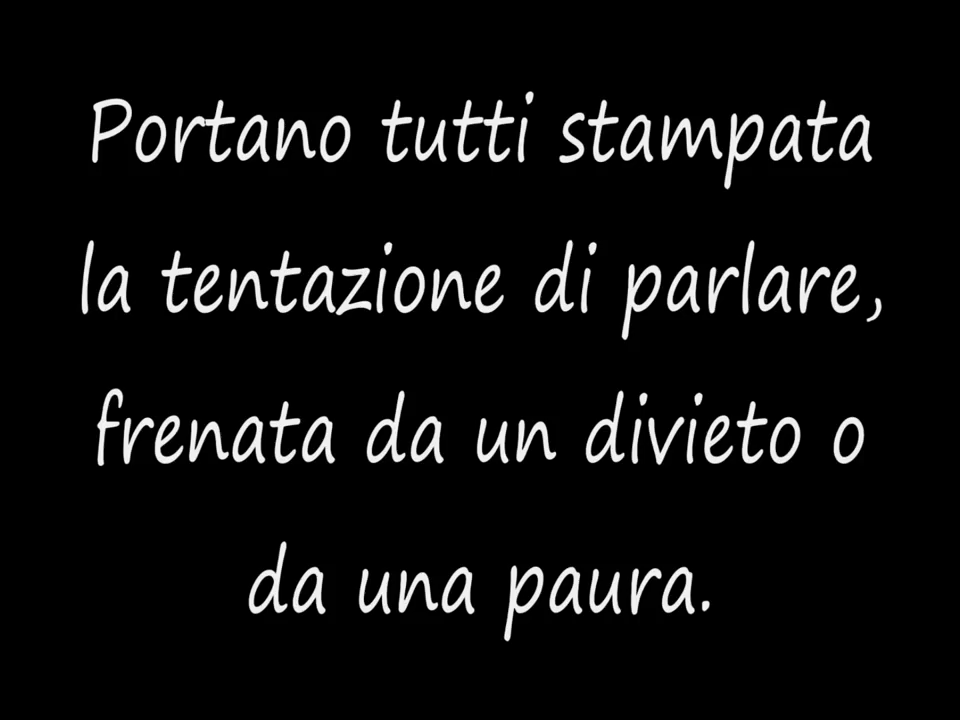 Portano tutti stampata
la tentazione di parlare,
frenata da un divieto o
da una paura.